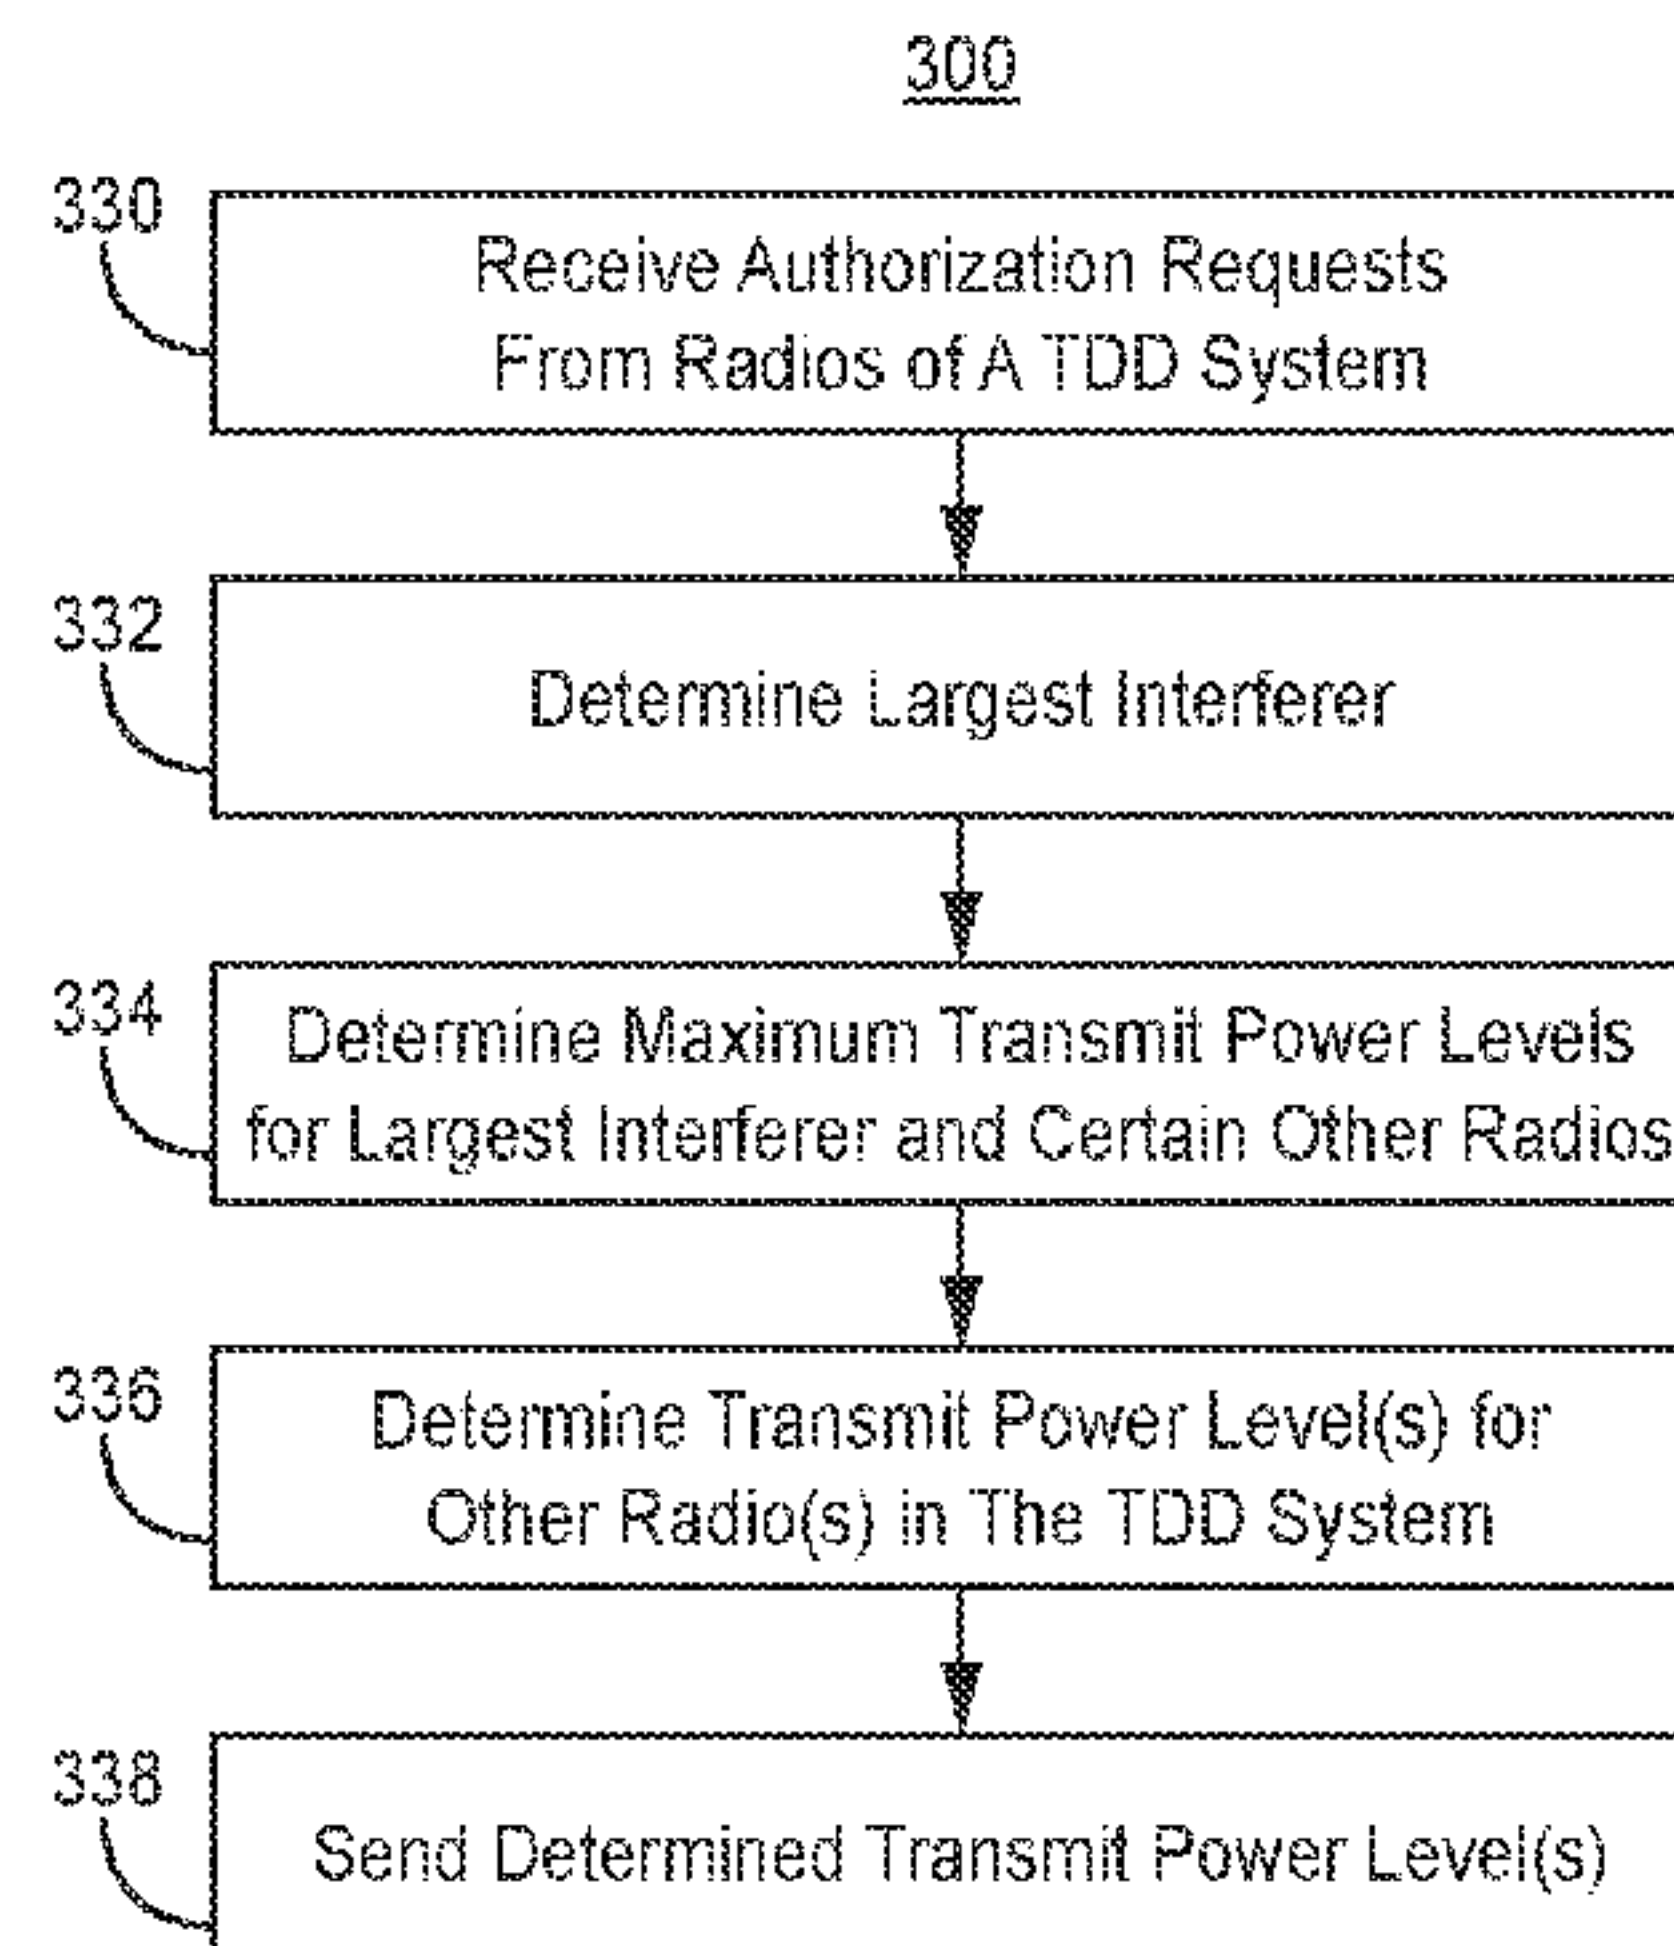 300
330
Receive Authorization Requests
From Radios of A TDD System
332
Determine Largest Interferer
334
Determine Maximum Transmit Power Levels
for Largest Interferer and Certain Other Radios
336
Determine Transmit Power Level(s) for
Other Radio(s) in The TDD System
338
Send Determined Transmit Power Level(s)